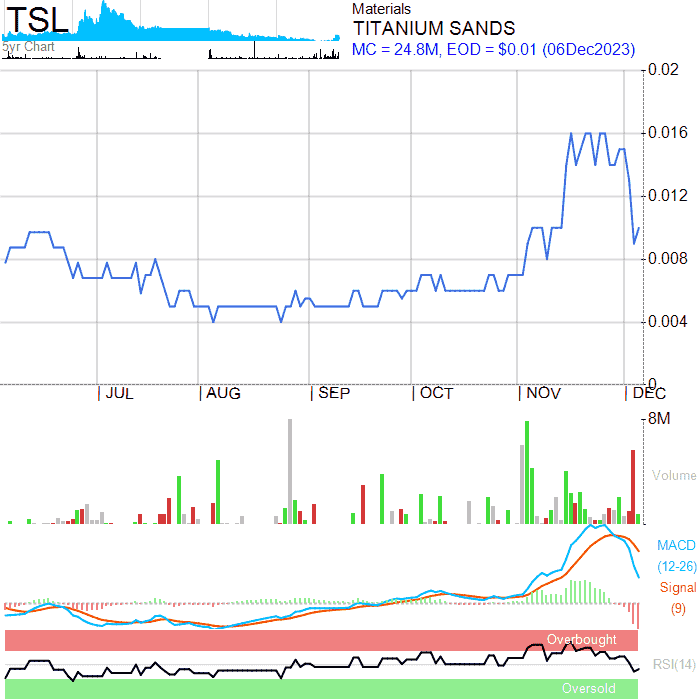 TSL
5yr Chart
Materials
TITANIUM SANDS
MC = 24.8M, EOD = $0.01 (06Dec2023)
0.02
0.016
0.012
0.008
0.004
0
JUL AUG SEP OCT NOV DEC
8M
Volume
MACD
(12-26)
Signal
(9)
Overbought
RSI(14)
Oversold